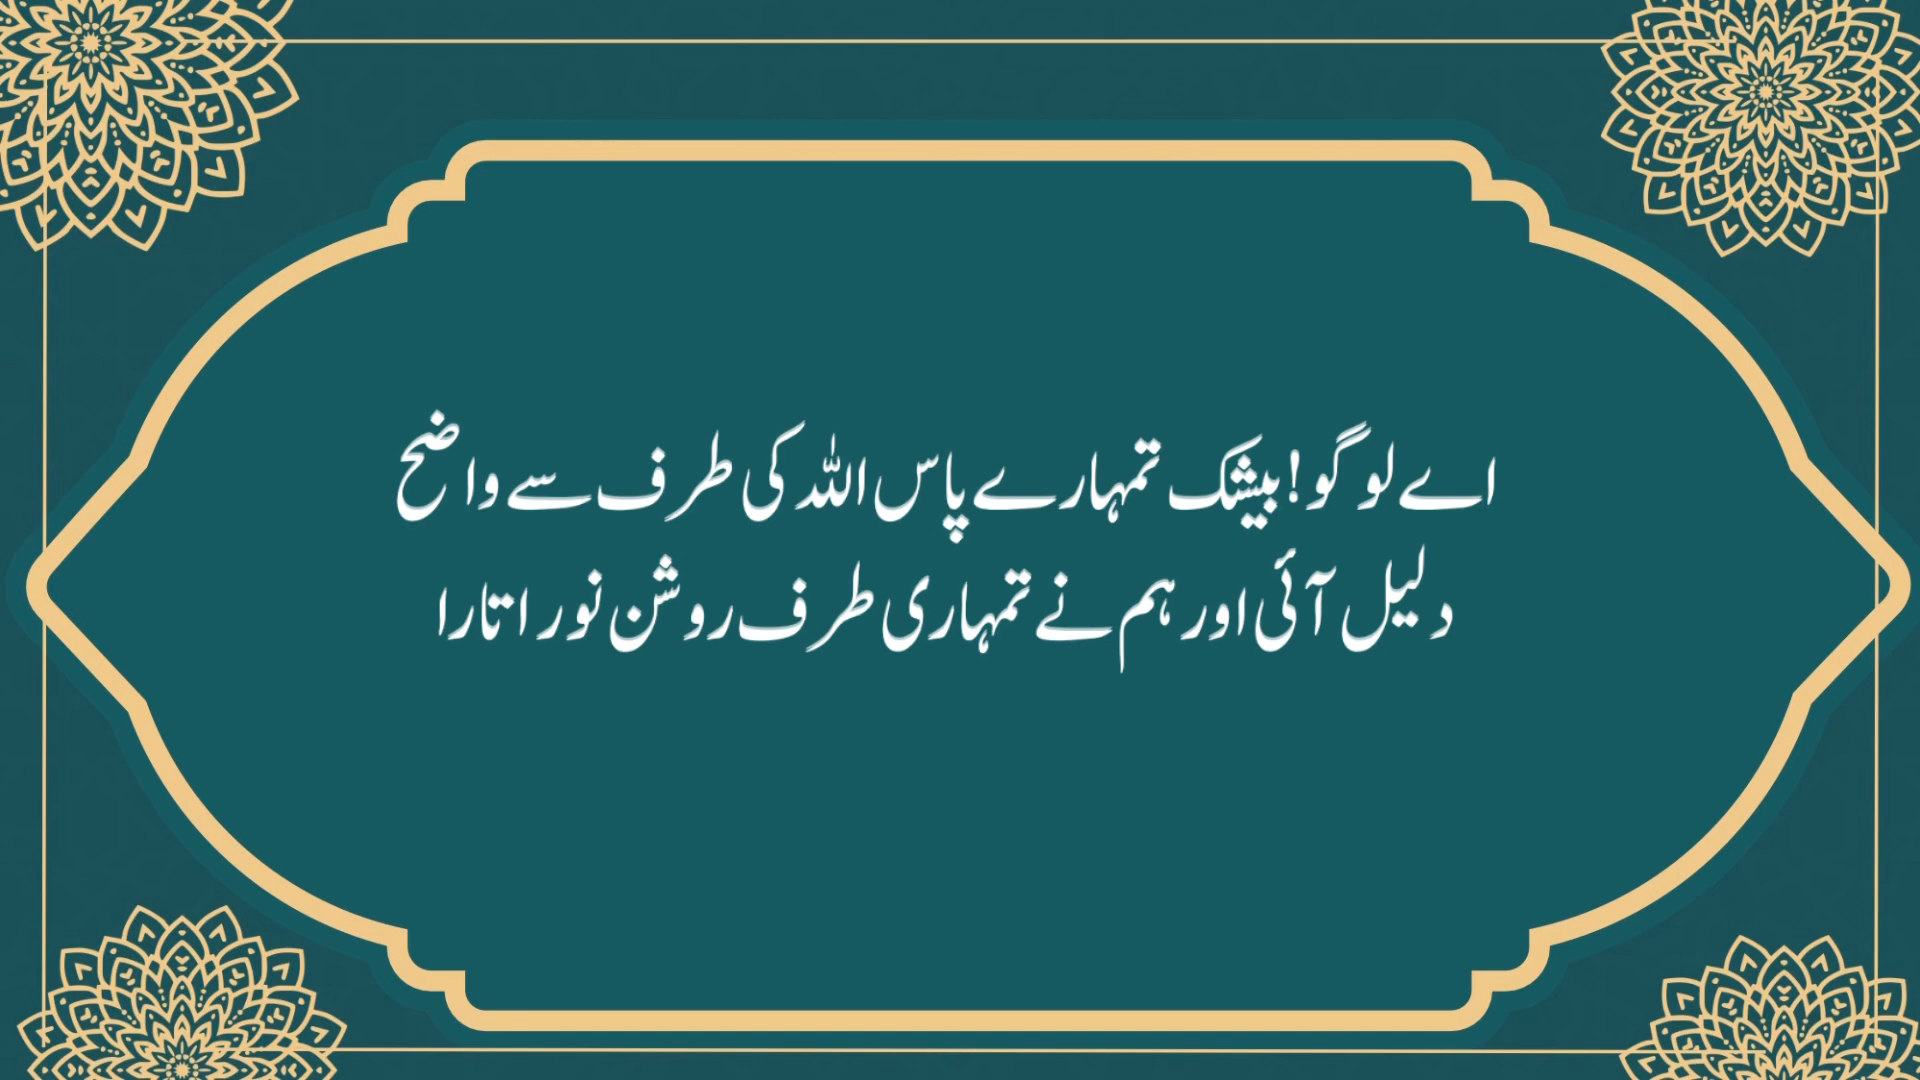 اے لوگو! بیشک تمہارے پاس اللہ کی طرف سے واضح
دلیل آئی اور ہم نے تمہاری طرف روشن نور اتارا